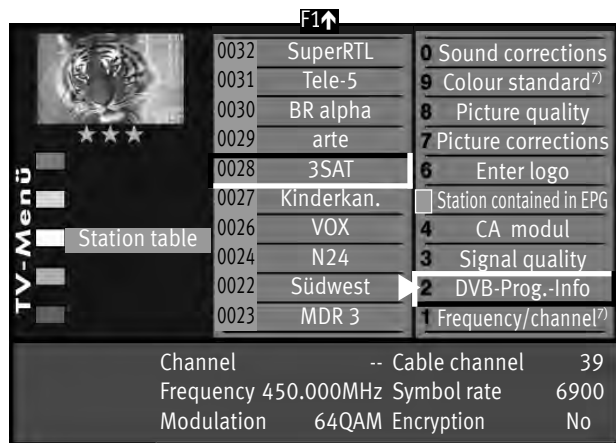 F1↑
0032 SuperRTL
0031 Tele-5
0030 BR alpha
0029 arte
0028 3SAT
0027 Kinderkan.
0026 VOX
0024 N24
0022 Südwest
0023 MDR 3
0 Sound corrections
9 Colour standard7)
8 Picture quality
7 Picture corrections
6 Enter logo
Station contained in EPG
4 CA modul
3 Signal quality
2 DVB-Prog.-Info
1 Frequency/channel7)
TV-Menü
Station table
Channel -- Cable channel 39
Frequency 450.000MHz Symbol rate 6900
Modulation 64QAM Encryption No